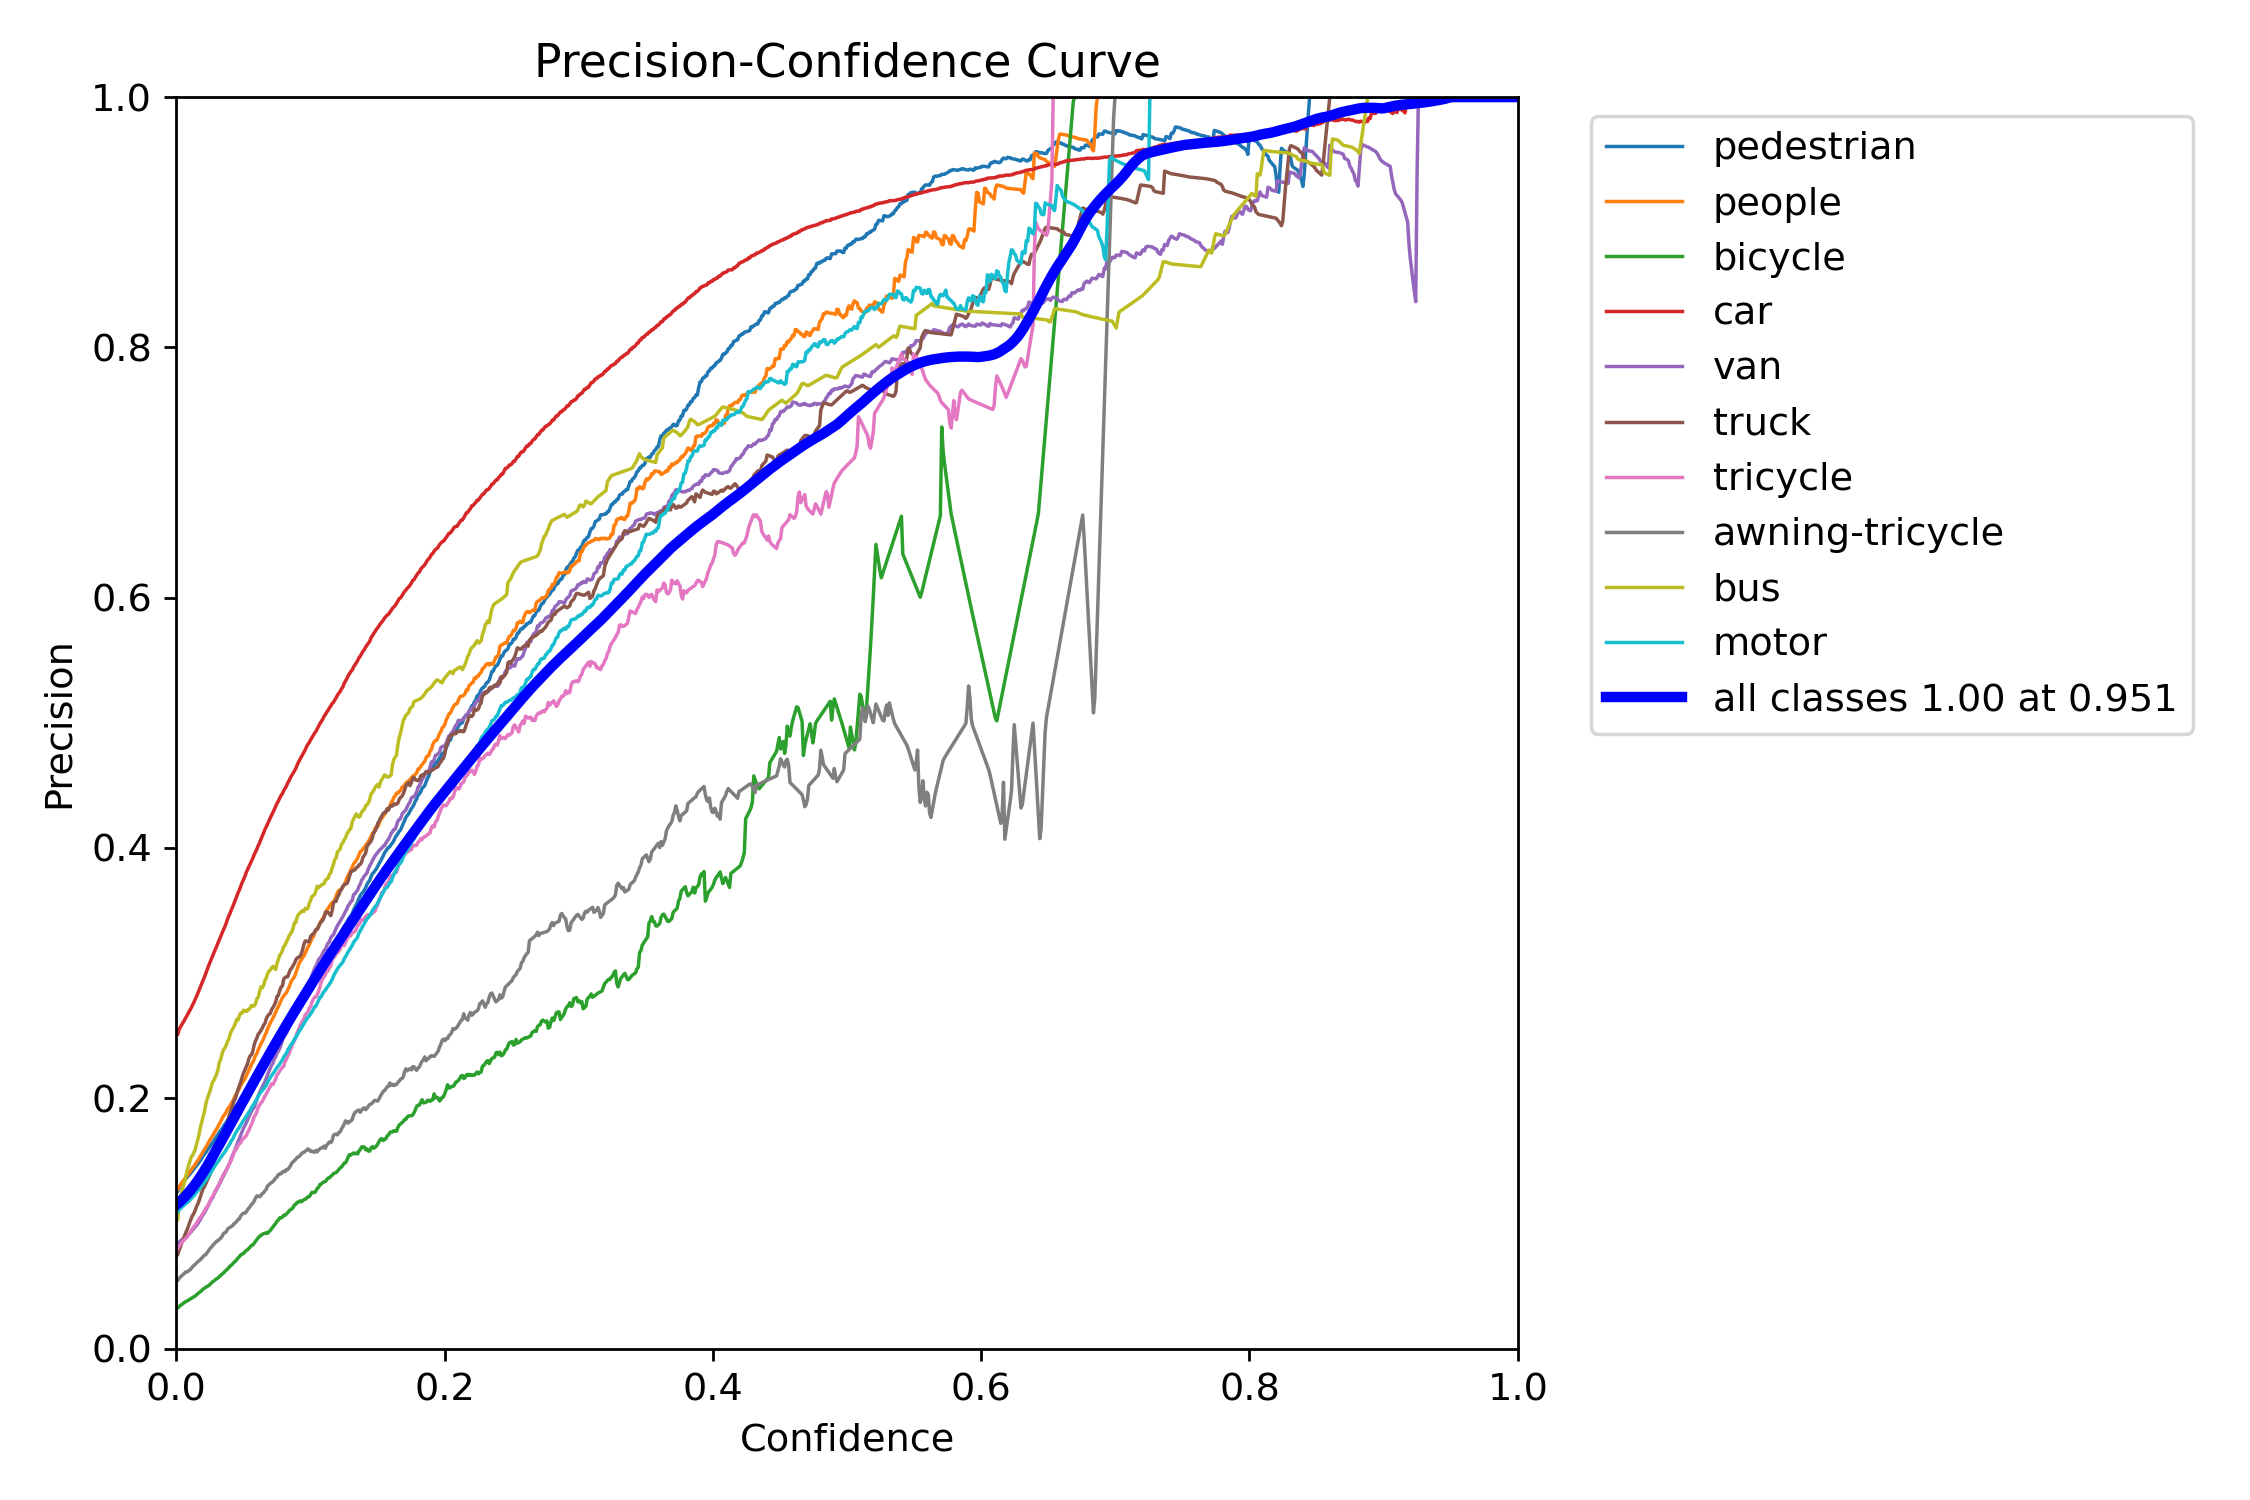 Precision-Confidence Curve
1.0
0.8
0.6
0.4
0.2
0.0
Precision
0.0 0.2 0.4 0.6 0.8 1.0
Confidence
pedestrian
people
bicycle
car
van
truck
tricycle
awning-tricycle
bus
motor
all classes 1.00 at 0.951